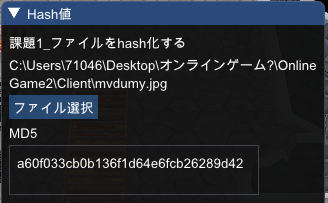 ▼ Hash値
課題1_ファイルをhash化する
C:\Users\71046\Desktop\オンラインゲーム?\Online
Game2\Client\mvdumy.jpg
ファイル選択
MD5
a60f033cb0b136f1d64e6fcb26289d42